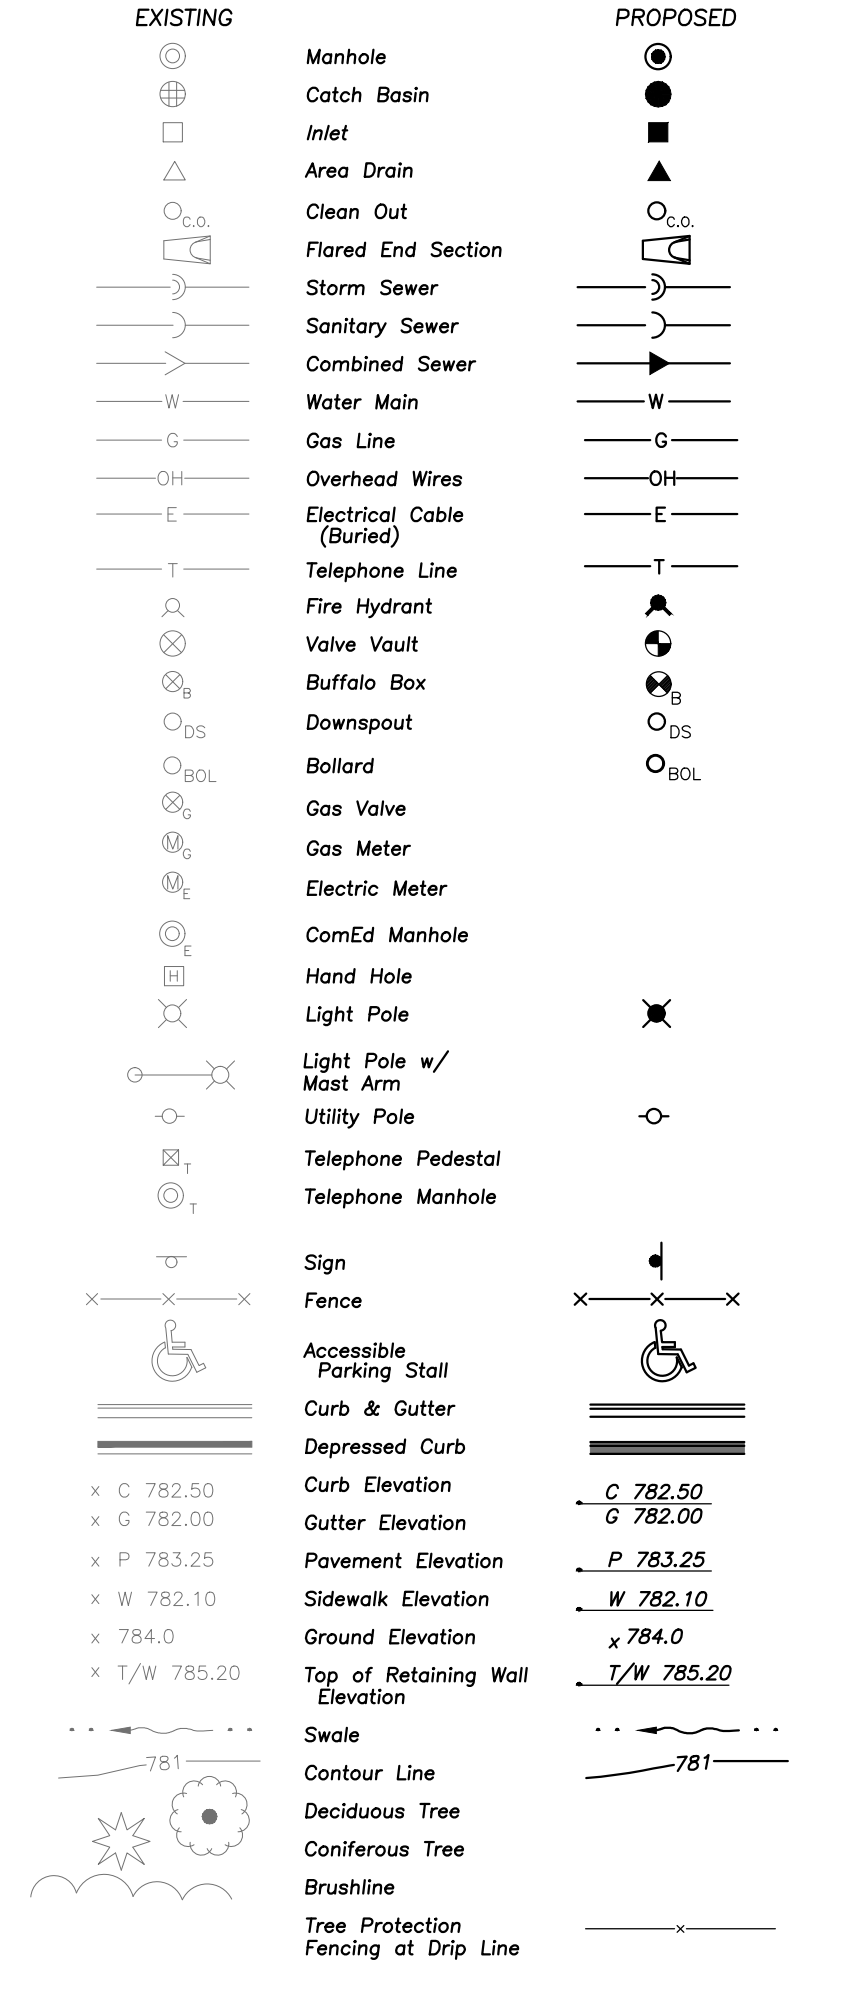 EXISTING PROPOSED
Manhole
Catch Basin
Inlet
Area Drain
C.O. Clean Out C.O.
Flared End Section
Storm Sewer
Sanitary Sewer
Combined Sewer
W Water Main W
G Gas Line G
OH Overhead Wires OH
E Electrical Cable E
(Buried)
T Telephone Line T
Fire Hydrant
Valve Vault
B Buffalo Box B
DS Downspout DS
BOL Bollard BOL
G Gas Valve
M G Gas Meter
M E Electric Meter
E ComEd Manhole
H Hand Hole
Light Pole
Light Pole w/
Mast Arm
Utility Pole
T Telephone Pedestal
T Telephone Manhole
Sign
Fence
Accessible
Parking Stall
Curb & Gutter
Depressed Curb
x C 782.50 Curb Elevation C 782.50
x G 782.00 Gutter Elevation G 782.00
x P 783.25 Pavement Elevation P 783.25
x W 782.10 Sidewalk Elevation W 782.10
x 784.0 Ground Elevation x 784.0
x T/W 785.20 Top of Retaining Wall T/W 785.20
Elevation
Swale
781 Contour Line 781
Deciduous Tree
Coniferous Tree
Brushline
Tree Protection
Fencing at Drip Line